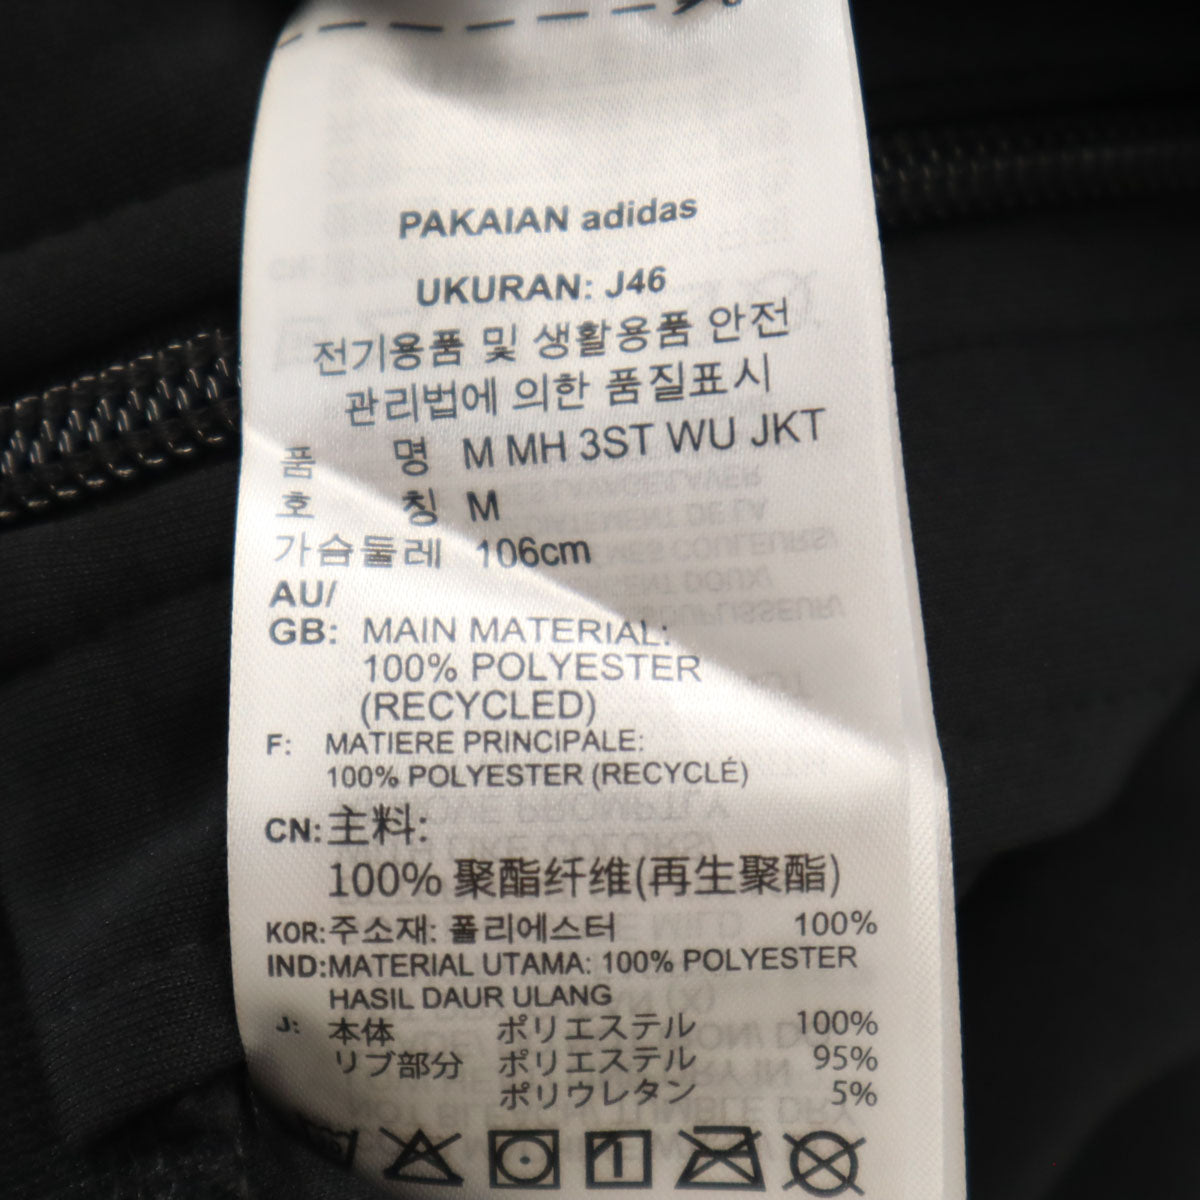 PAKAIAN adidas
UKURAN: J46
전기용품 및 생활용품 안전
관리법에 의한 품질표시
품 명 M MH 3ST WU JKT
호 칭 M
가슴둘레 106cm
AU/
GB: MAIN MATERIAL:
100% POLYESTER
(RECYCLED)
F: MATIERE PRINCIPALE:
100% POLYESTER (RECYCLÉ)
CN: 主料:
100% 聚酯纤维(再生聚酯)
KOR: 주소재: 폴리에스터 100%
IND: MATERIAL UTAMA: 100% POLYESTER
HASIL DAUR ULANG
J: 本体 ポリエステル 100%
リブ部分 ポリエステル 95%
ポリウレタン 5%